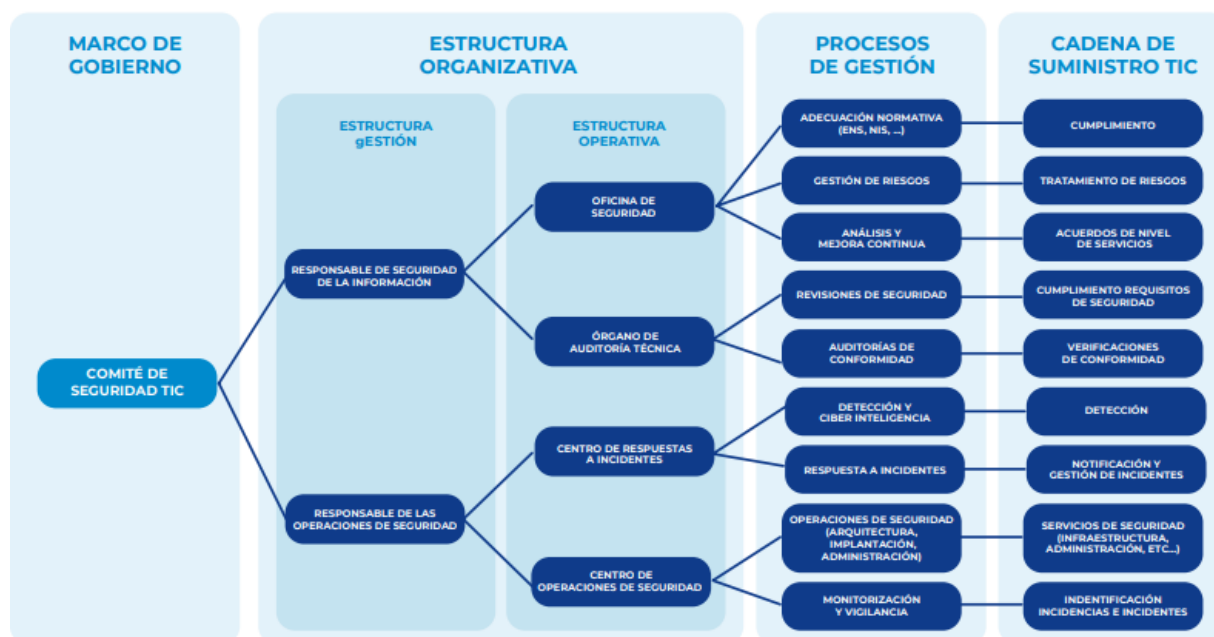 MARCO DE
GOBIERNO
ESTRUCTURA
ORGANIZATIVA
PROCESOS
DE GESTIÓN
CADENA DE
SUMINISTRO TIC
ESTRUCTURA
gESTIÓN
ESTRUCTURA
OPERATIVA
COMITÉ DE
SEGURIDAD TIC
RESPONSABLE DE SEGURIDAD
DE LA INFORMACIÓN
RESPONSABLE DE LAS
OPERACIONES DE SEGURIDAD
OFICINA DE
SEGURIDAD
ÓRGANO DE
AUDITORÍA TÉCNICA
CENTRO DE RESPUESTAS
A INCIDENTES
CENTRO DE
OPERACIONES DE SEGURIDAD
ADECUACIÓN NORMATIVA
(ENS, NIS, ...)
CUMPLIMIENTO
GESTIÓN DE RIESGOS
TRATAMIENTO DE RIESGOS
ANÁLISIS Y
MEJORA CONTINUA
ACUERDOS DE NIVEL
DE SERVICIOS
REVISIONES DE SEGURIDAD
CUMPLIMIENTO REQUISITOS
DE SEGURIDAD
AUDITORÍAS DE
CONFORMIDAD
VERIFICACIONES
DE CONFORMIDAD
DETECCIÓN Y
CIBER INTELIGENCIA
DETECCIÓN
RESPUESTA A INCIDENTES
NOTIFICACIÓN Y
GESTIÓN DE INCIDENTES
OPERACIONES DE SEGURIDAD
(ARQUITECTURA,
IMPLANTACIÓN,
ADMINISTRACIÓN)
SERVICIOS DE SEGURIDAD
(INFRAESTRUCTURA,
ADMINISTRACIÓN, ETC...)
MONITORIZACIÓN
Y VIGILANCIA
INDENTIFICACIÓN
INCIDENCIAS E INCIDENTES